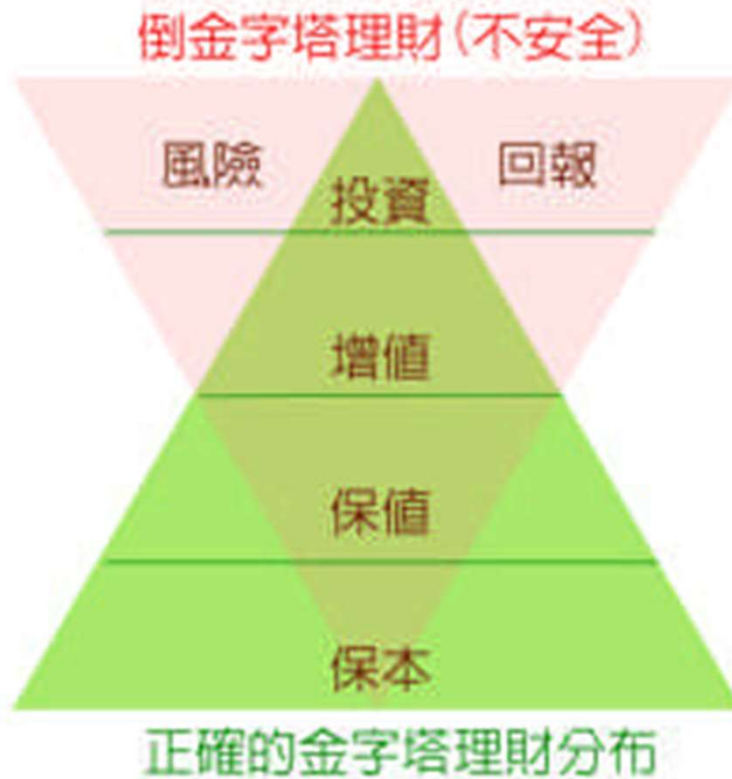 倒金字塔理財(不安全)
風險
回報
投資
增值
保值
保本
正確的金字塔理財分布